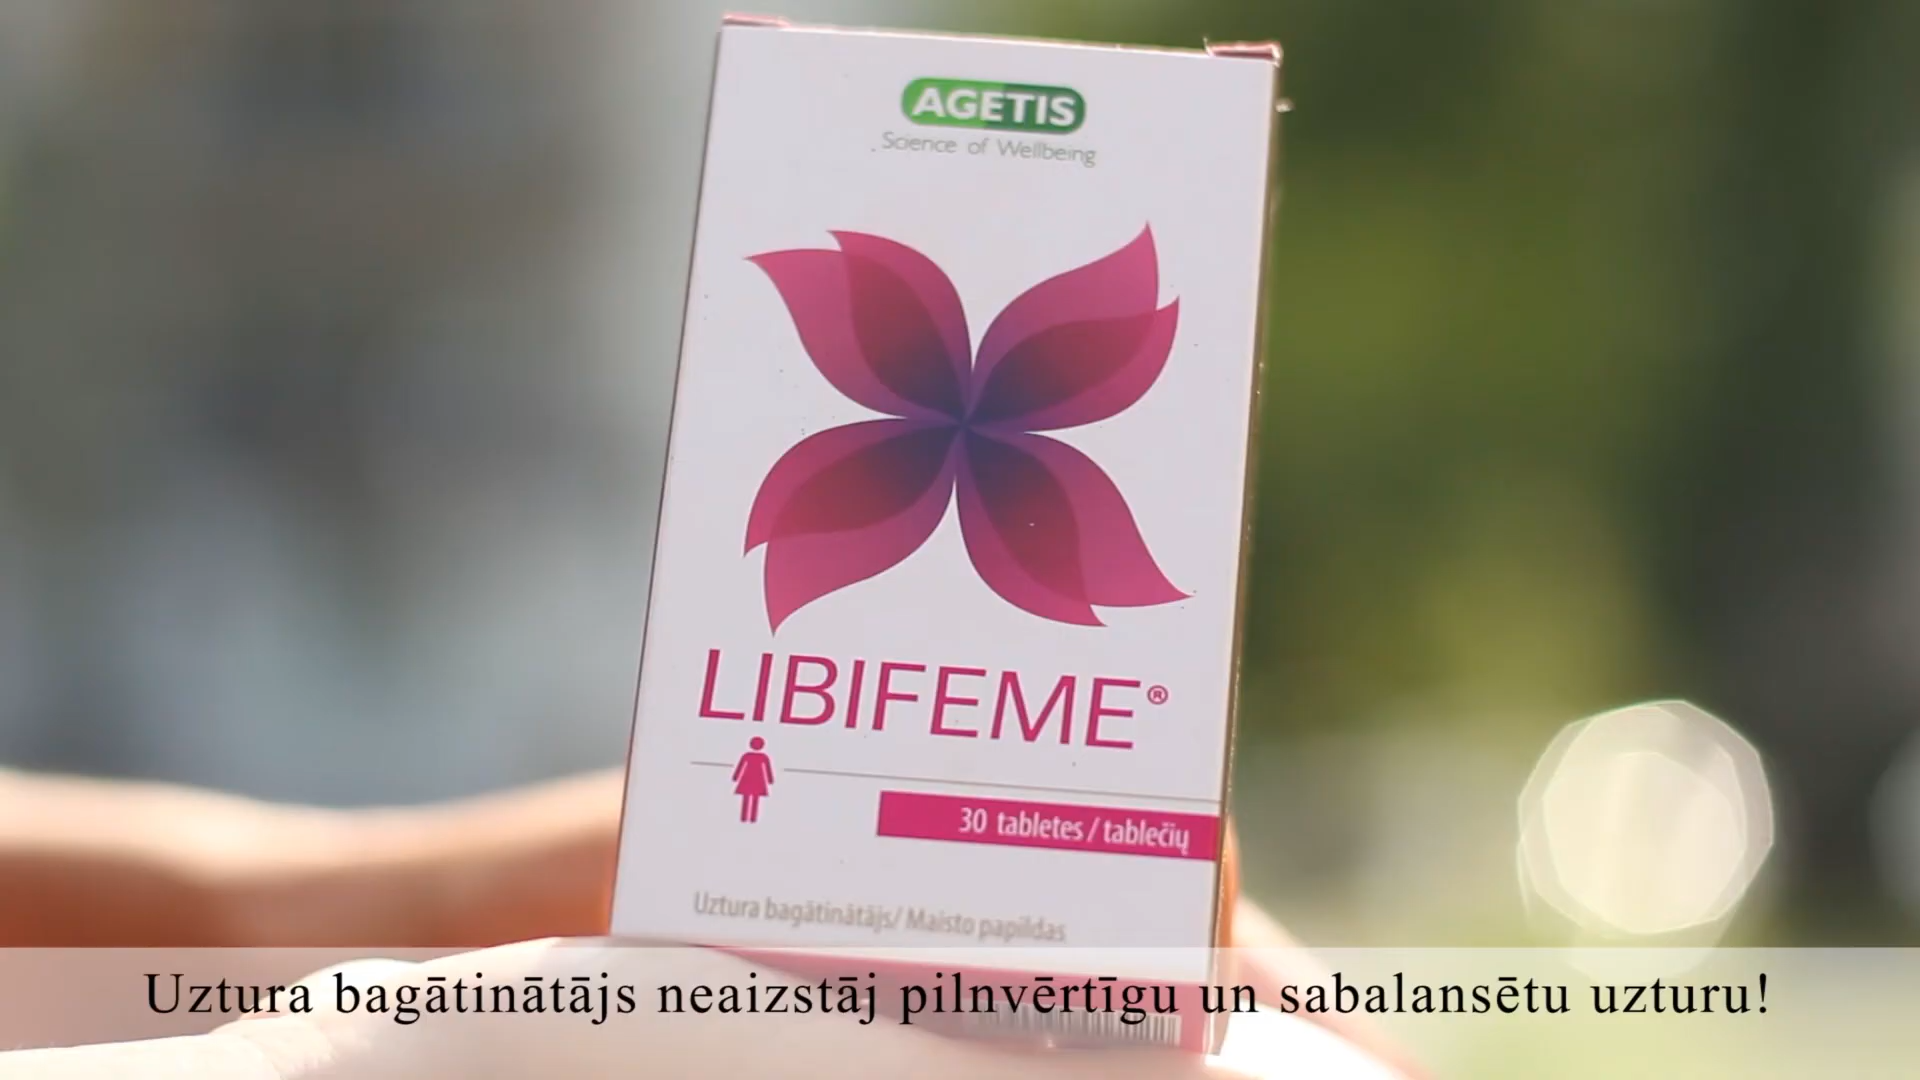 AGETIS
Science of Wellbeing
LIBIFEME®
30 tabletes / tablečių
Uztura bagātinātājs/ Maisto papildas
Uztura bagātinātājs neaizstāj pilnvērtīgu un sabalansētu uzturu!